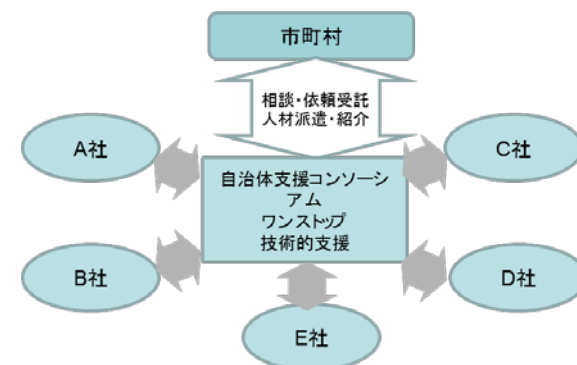 市町村
相談・依頼受託
人材派遣・紹介
A社
C社
自治体支援コンソーシ
アム
ワンストップ
技術的支援
B社
D社
E社